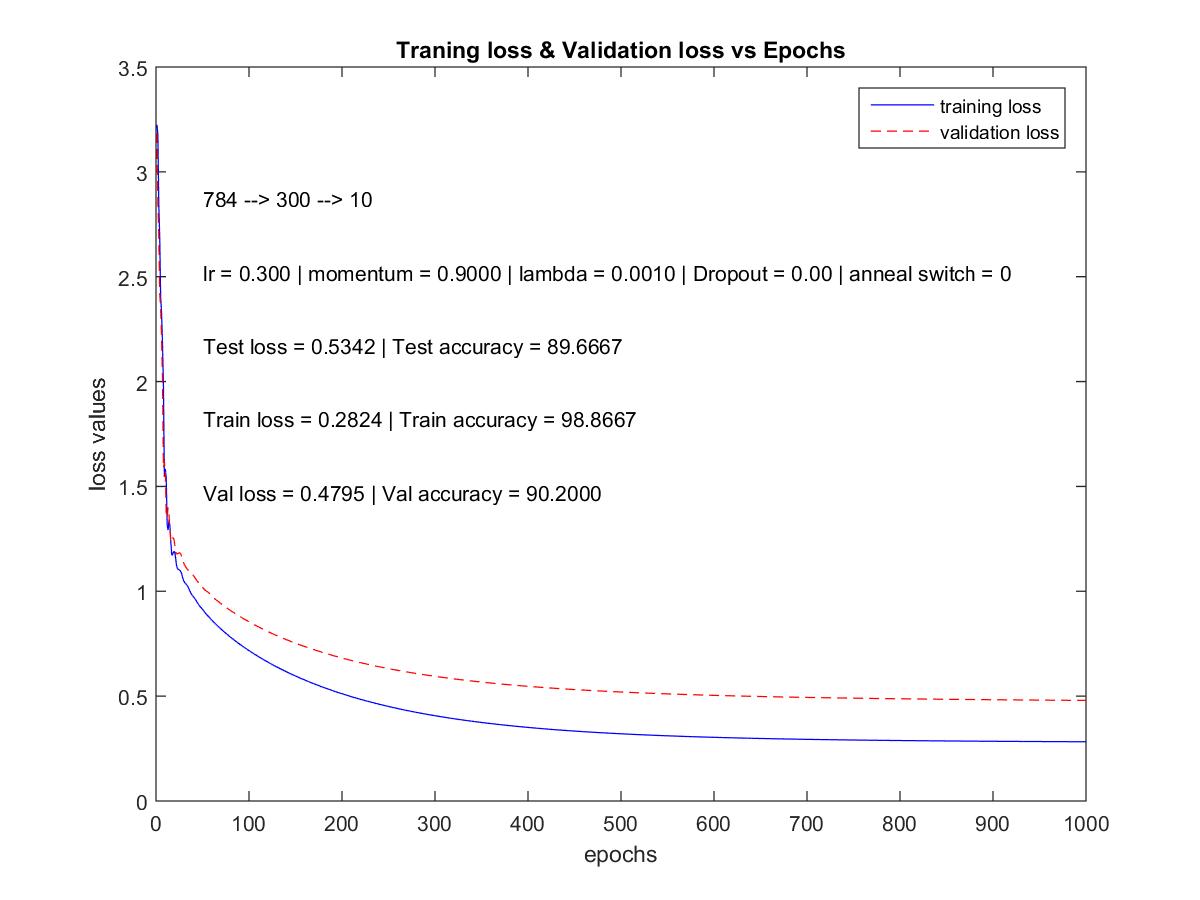 Traning loss & Validation loss vs Epochs
3.5
3
2.5
2
1.5
1
0.5
0
loss values
training loss
validation loss
784 --> 300 --> 10
lr = 0.300 | momentum = 0.9000 | lambda = 0.0010 | Dropout = 0.00 | anneal switch = 0
Test loss = 0.5342 | Test accuracy = 89.6667
Train loss = 0.2824 | Train accuracy = 98.8667
Val loss = 0.4795 | Val accuracy = 90.2000
0 100 200 300 400 500 600 700 800 900 1000
epochs